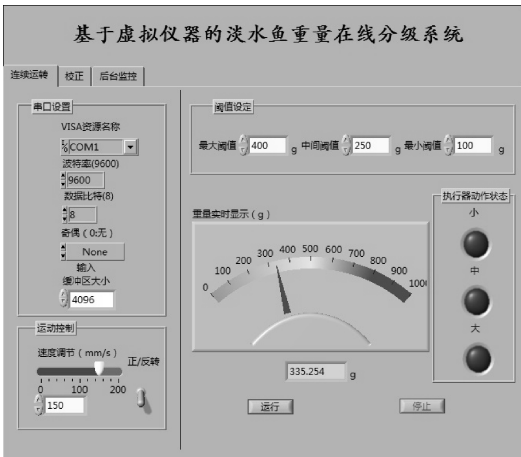 基于虚拟仪器的淡水鱼重量在线分级系统
连续运转 校正 后台监控
串口设置
VISA资源名称
COM1
波特率(9600)
9600
数据比特(8)
8
奇偶（0:无）
None
输入
缓冲区大小
4096
运动控制
速度调节（mm/s）
正/反转
0 100 200
150
阈值设定
最大阈值 400 g 中间阈值 250 g 最小阈值 100 g
重量实时显示（g）
0 100 200 300 400 500 600 700 800 900 1000
335.254 g
运行 停止
执行器动作状态
小
中
大